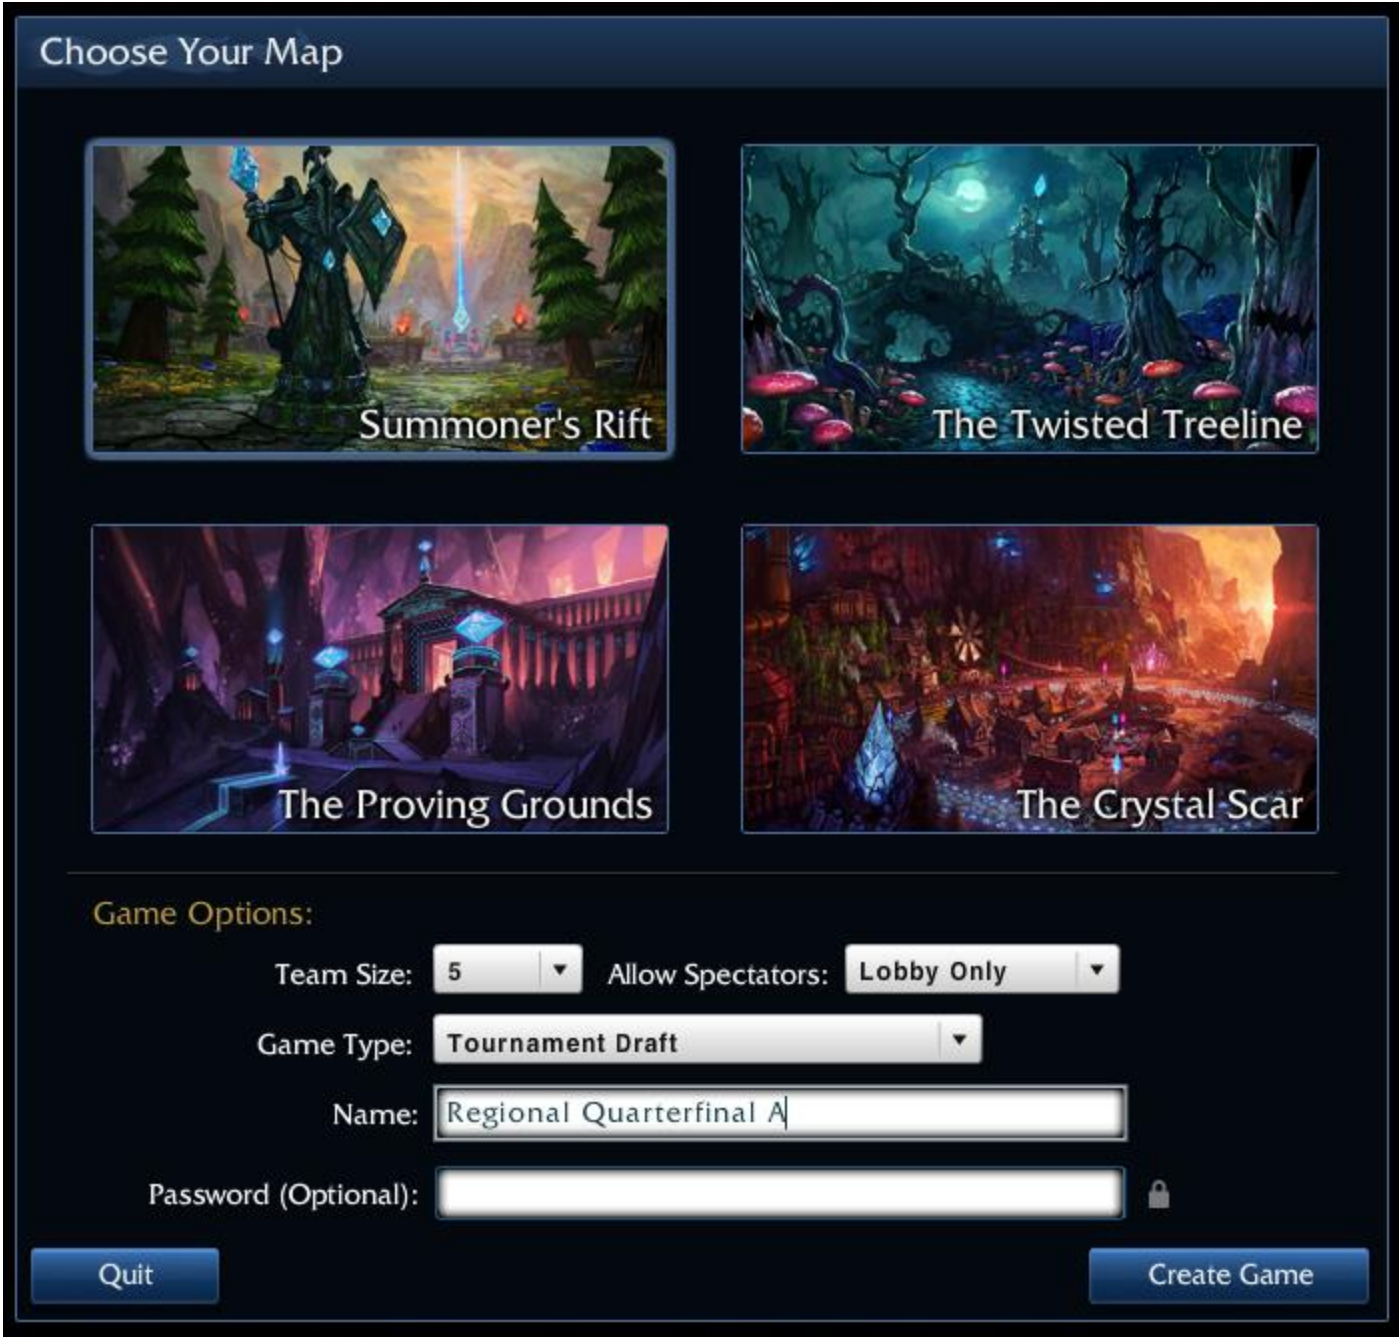 Choose Your Map
Summoner's Rift
The Twisted Treeline
The Proving Grounds
The Crystal Scar
Game Options:
Team Size: 5 Allow Spectators: Lobby Only
Game Type: Tournament Draft
Name: Regional Quarterfinal A
Password (Optional):
Quit Create Game